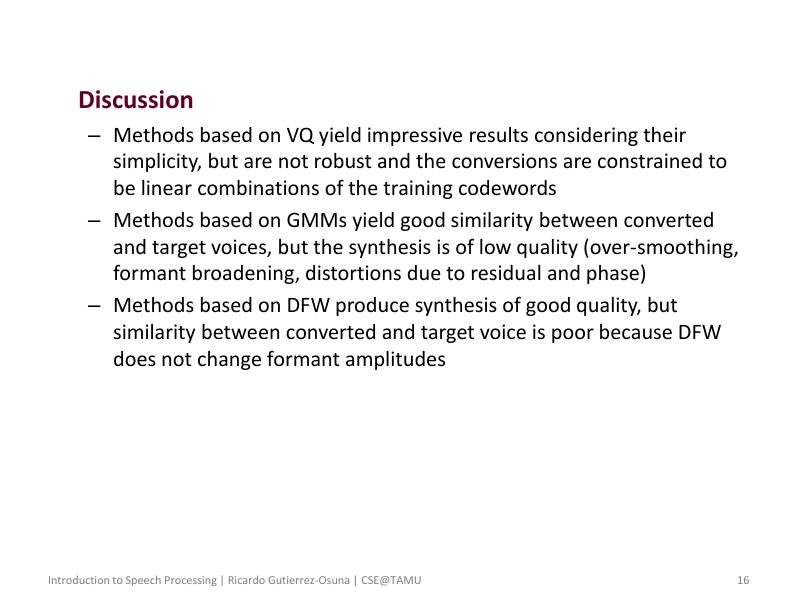 Discussion
– Methods based on VQ yield impressive results considering their
simplicity, but are not robust and the conversions are constrained to
be linear combinations of the training codewords
– Methods based on GMMs yield good similarity between converted
and target voices, but the synthesis is of low quality (over-smoothing,
formant broadening, distortions due to residual and phase)
– Methods based on DFW produce synthesis of good quality, but
similarity between converted and target voice is poor because DFW
does not change formant amplitudes
Introduction to Speech Processing | Ricardo Gutierrez-Osuna | CSE@TAMU 16